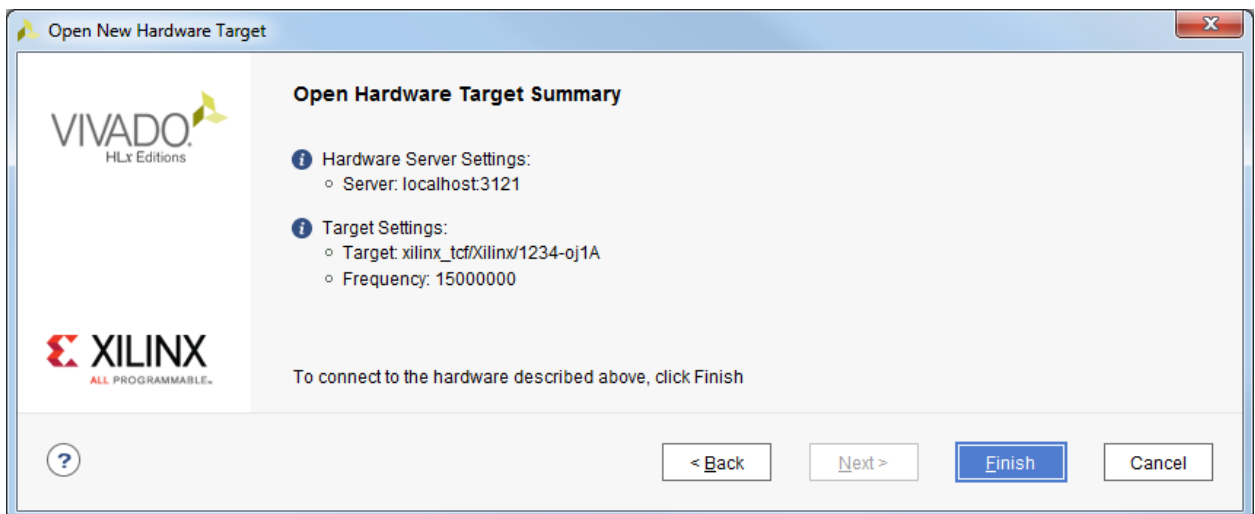 Open New Hardware Target
VIVADO.
HLx Editions
Open Hardware Target Summary
Hardware Server Settings:
Server: localhost:3121
Target Settings:
Target: xilinx_tcf/Xilinx/1234-oj1A
Frequency: 15000000
XILINX
ALL PROGRAMMABLE™
To connect to the hardware described above, click Finish
?
< Back
Next >
Finish
Cancel